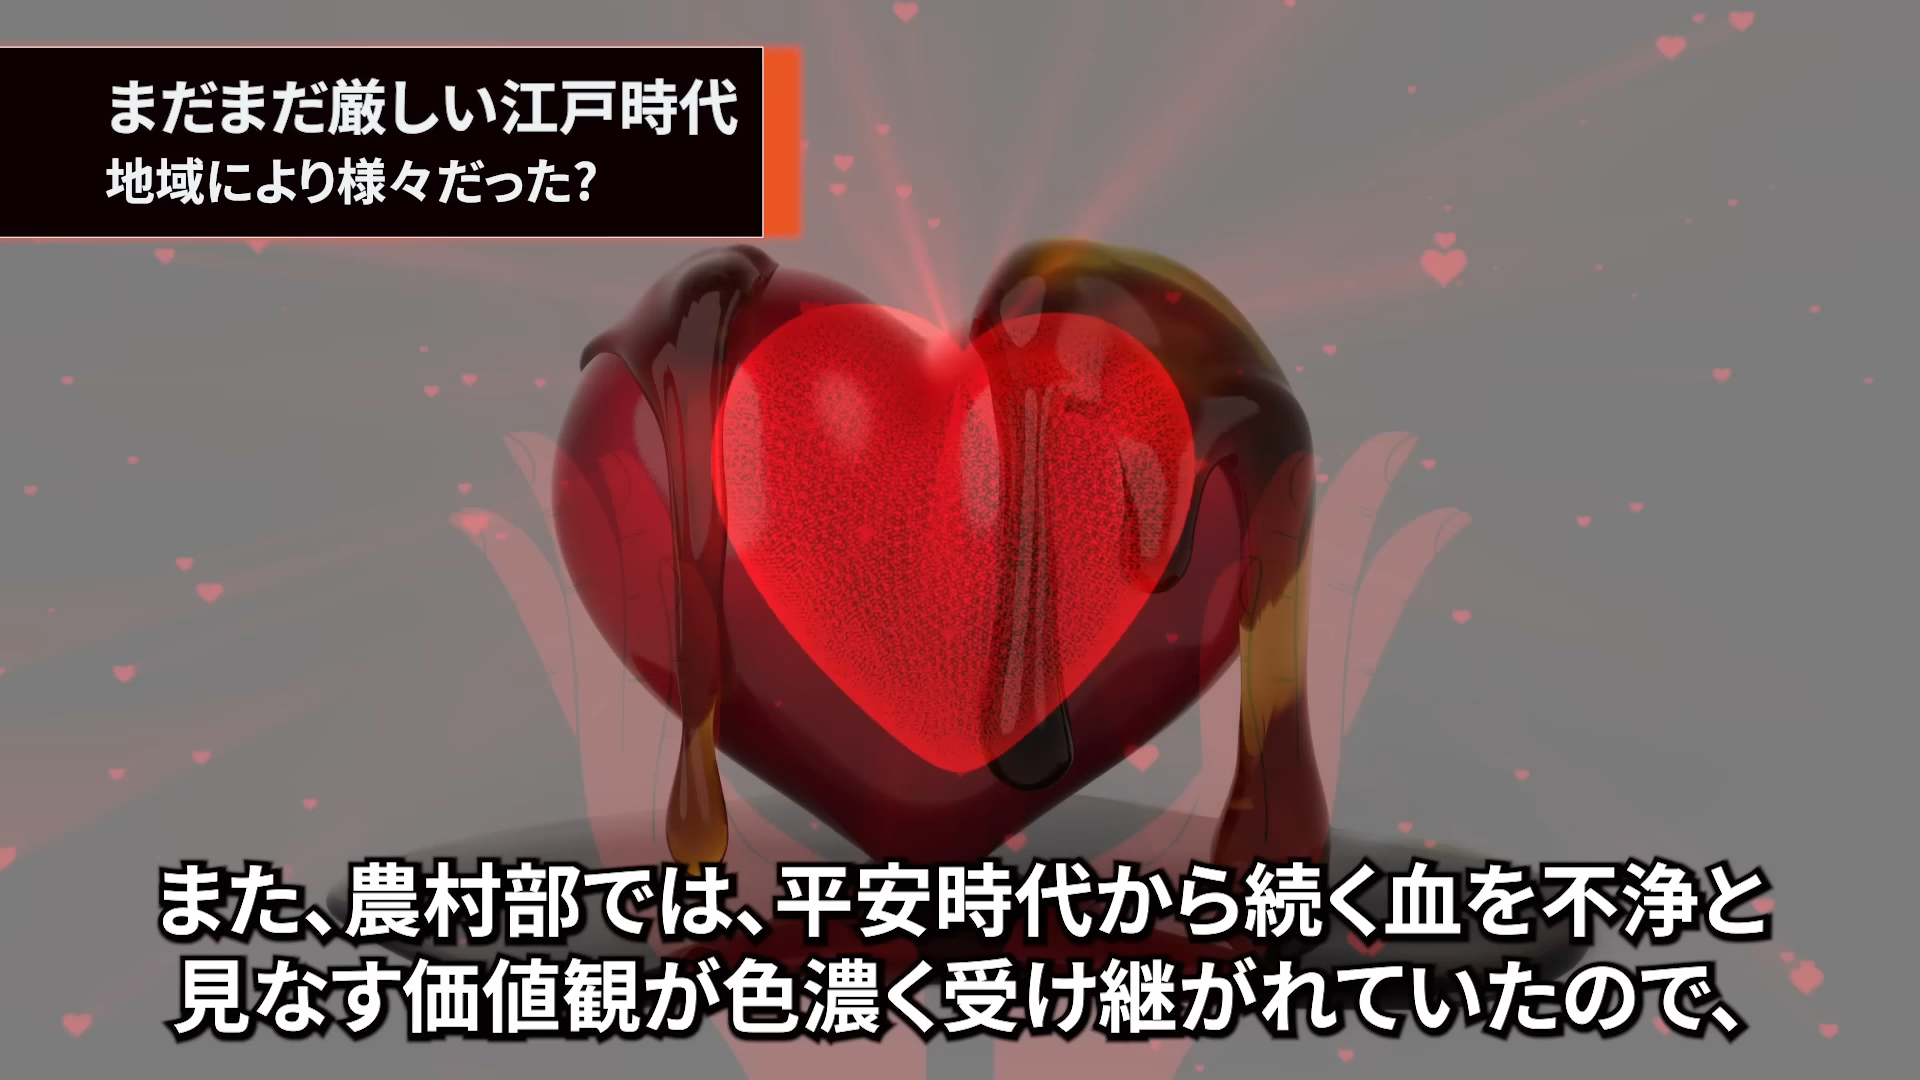 まだまだ厳しい江戸時代
地域により様々だった?
また、農村部では、平安時代から続く血を不浄と
見なす価値観が色濃く受け継がれていたので、